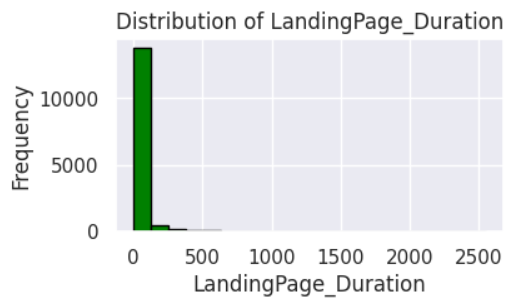 Distribution of LandingPage_Duration
Frequency
10000
5000
0
0 500 1000 1500 2000 2500
LandingPage_Duration